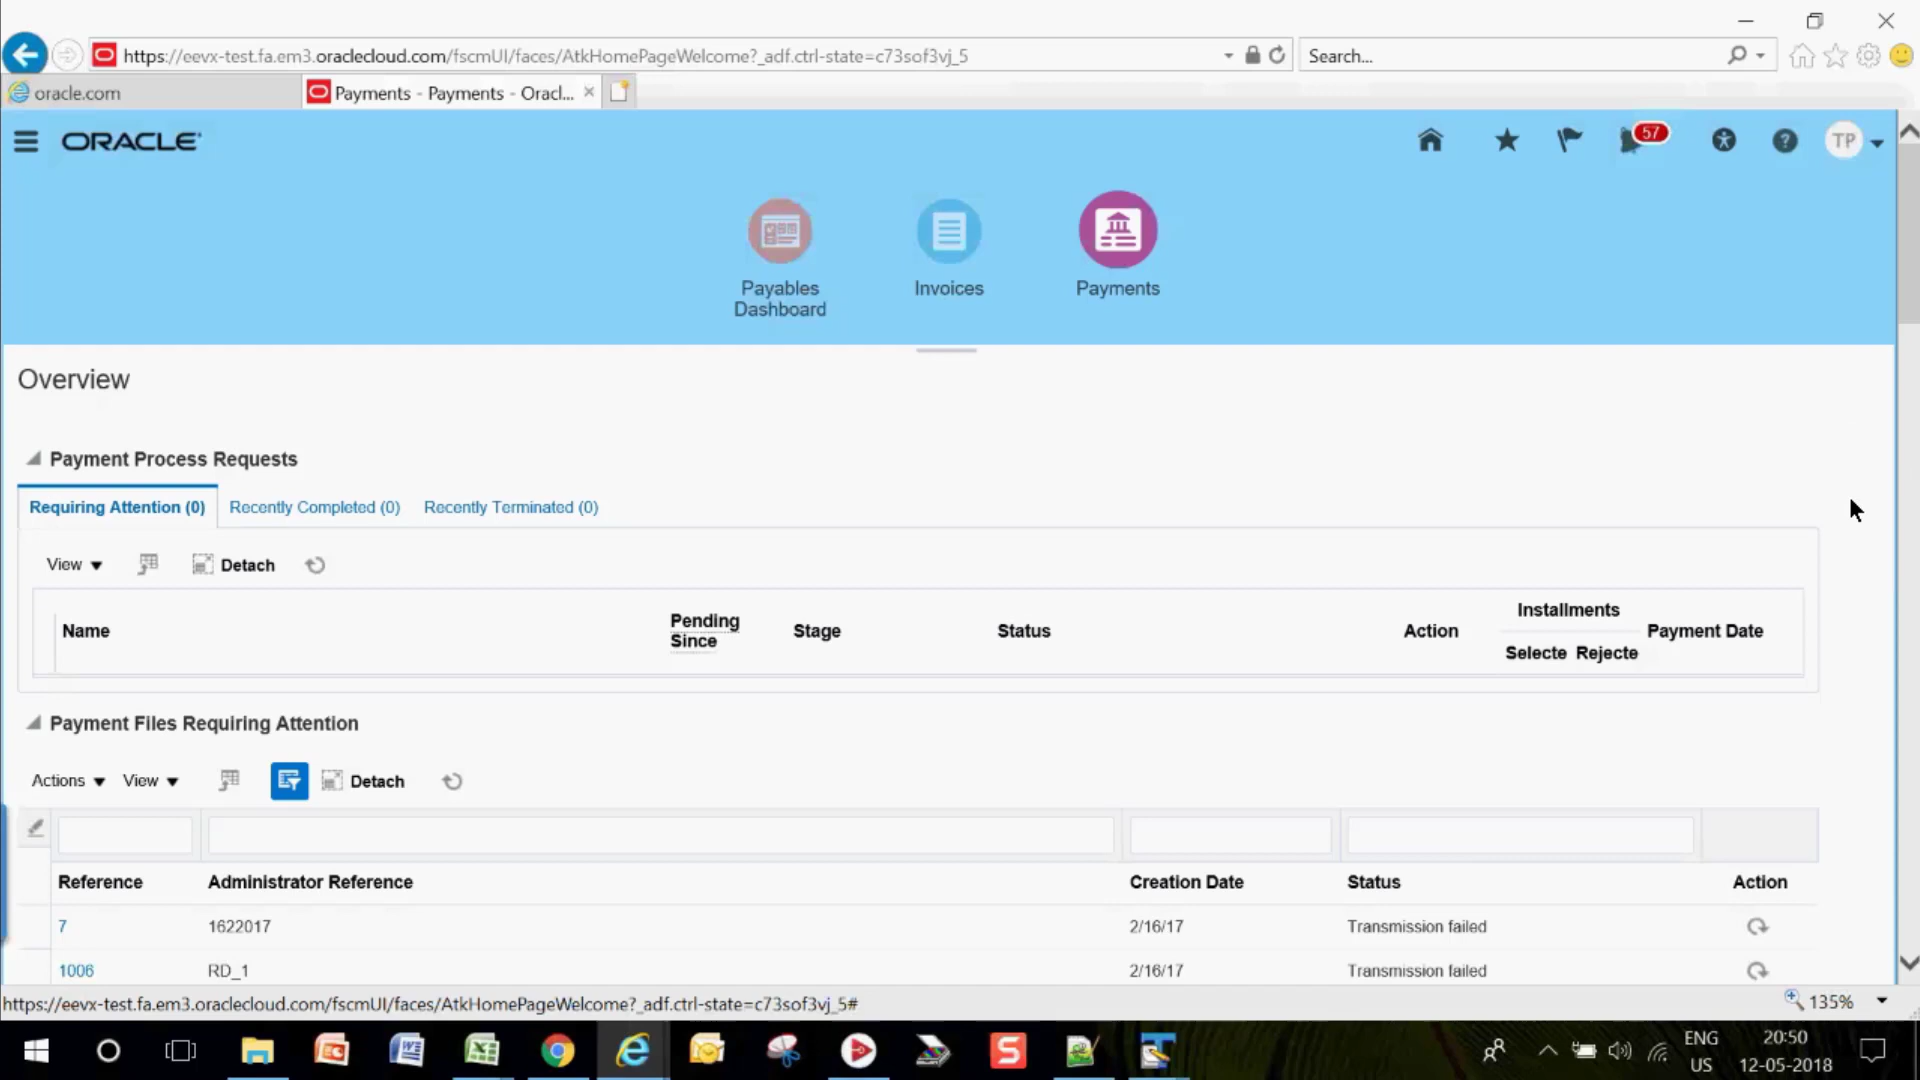 https://eevx-test.fa.em3.oraclecloud.com/fscmUI/faces/AtkHomePageWelcome?_adf.ctrl-state=c73sof3vj_5
Search...
oracle.com
Payments - Payments - Oracl...
ORACLE
57
TP
Payables
Dashboard
Invoices
Payments
Overview
Payment Process Requests
Requiring Attention (0)
Recently Completed (0)
Recently Terminated (0)
View
Detach
Name
Pending
Since
Stage
Status
Action
Installments
Selecte Rejecte
Payment Date
Payment Files Requiring Attention
Actions
View
Detach
Reference
Administrator Reference
Creation Date
Status
Action
7
1622017
2/16/17
Transmission failed
1006
RD_1
2/16/17
Transmission failed
https://eevx-test.fa.em3.oraclecloud.com/fscmUI/faces/AtkHomePageWelcome?_adf.ctrl-state=c73sof3vj_5#
135%
ENG
US
20:50
12-05-2018